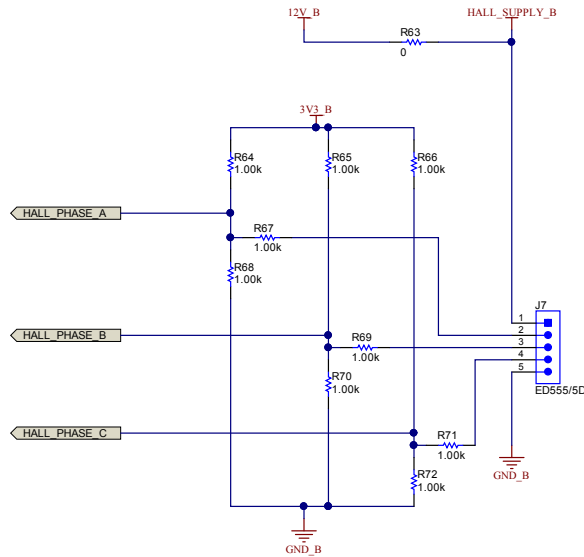 12V_B
HALL_SUPPLY_B
R63
0
3V3_B
R64
1.00k
R65
1.00k
R66
1.00k
HALL_PHASE_A
R67
1.00k
R68
1.00k
J7
1
2
3
4
5
ED555/5D
HALL_PHASE_B
R69
1.00k
R70
1.00k
HALL_PHASE_C
R71
1.00k
R72
1.00k
GND_B
GND_B